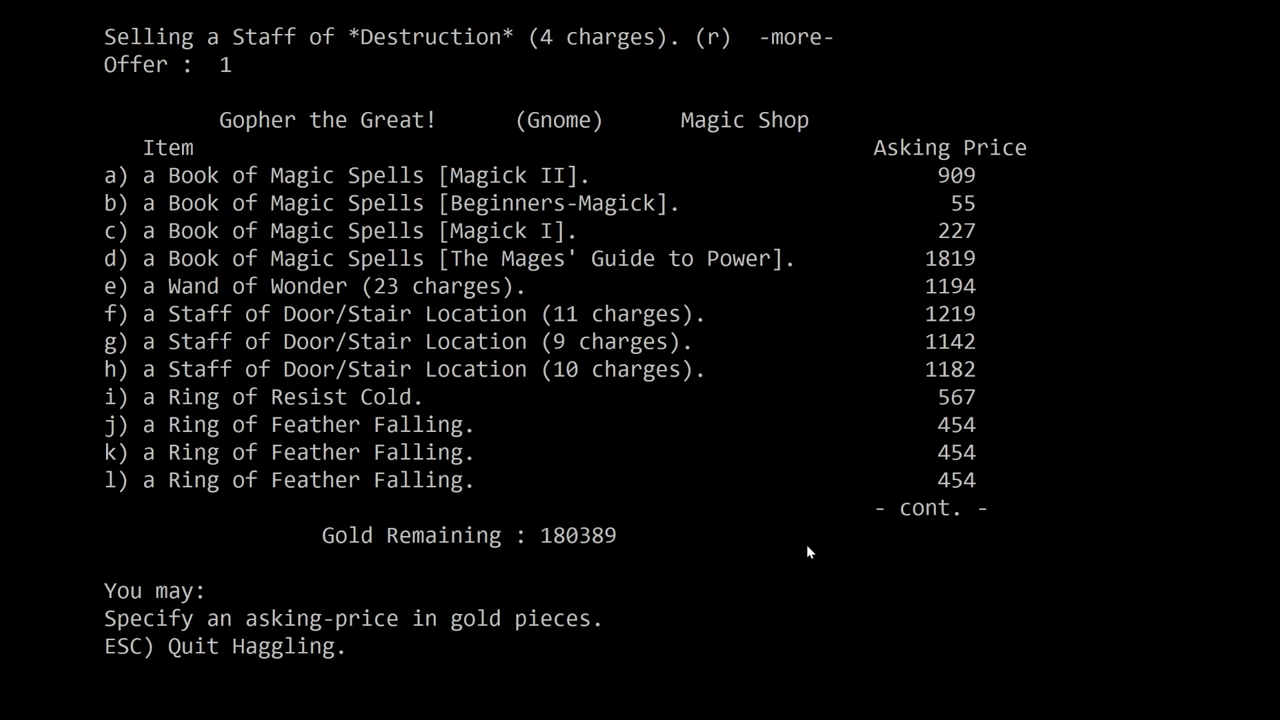 Selling a Staff of *Destruction* (4 charges). (r)  -more-
Offer :  1
Gopher the Great!      (Gnome)      Magic Shop
Item                                                         Asking Price
a) a Book of Magic Spells [Magick II].                            909
b) a Book of Magic Spells [Beginners-Magick].                      55
c) a Book of Magic Spells [Magick I].                             227
d) a Book of Magic Spells [The Mages' Guide to Power].           1819
e) a Wand of Wonder (23 charges).                                1194
f) a Staff of Door/Stair Location (11 charges).                  1219
g) a Staff of Door/Stair Location (9 charges).                   1142
h) a Staff of Door/Stair Location (10 charges).                  1182
i) a Ring of Resist Cold.                                         567
j) a Ring of Feather Falling.                                     454
k) a Ring of Feather Falling.                                     454
l) a Ring of Feather Falling.                                     454
- cont. -
Gold Remaining : 180389
You may:
Specify an asking-price in gold pieces.
ESC) Quit Haggling.